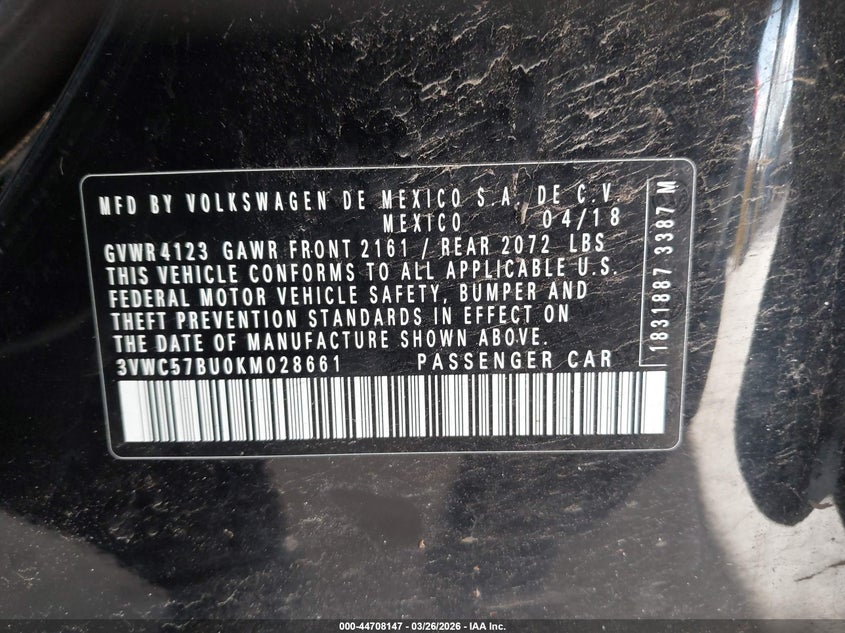 MFD BY VOLKSWAGEN DE MEXICO S.A. DE C.V.
MEXICO 04/18
GVWR4123 GAWR FRONT 2161 / REAR 2072 LBS
THIS VEHICLE CONFORMS TO ALL APPLICABLE U.S.
FEDERAL MOTOR VEHICLE SAFETY, BUMPER AND
THEFT PREVENTION STANDARDS IN EFFECT ON
THE DATE OF MANUFACTURE SHOWN ABOVE.
3VWC57BU0KM028661 PASSENGER CAR
1831887 3387 M
000-44708147 - 03/26/2026 - IAA Inc.